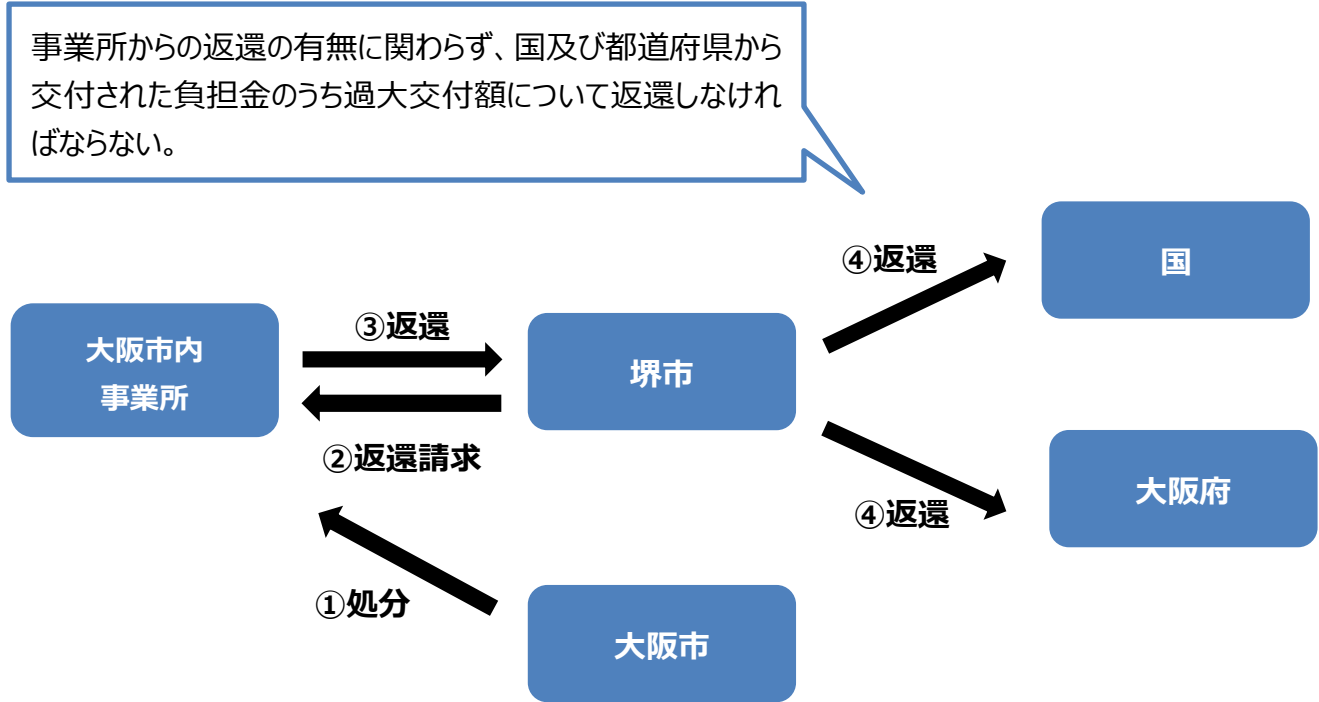 事業所からの返還の有無に関わらず、国及び都道府県から
交付された負担金のうち過大交付額について返還しなけれ
ばならない。
④返還
国
③返還
大阪市内
事業所
堺市
②返還請求
大阪府
④返還
①処分
大阪市